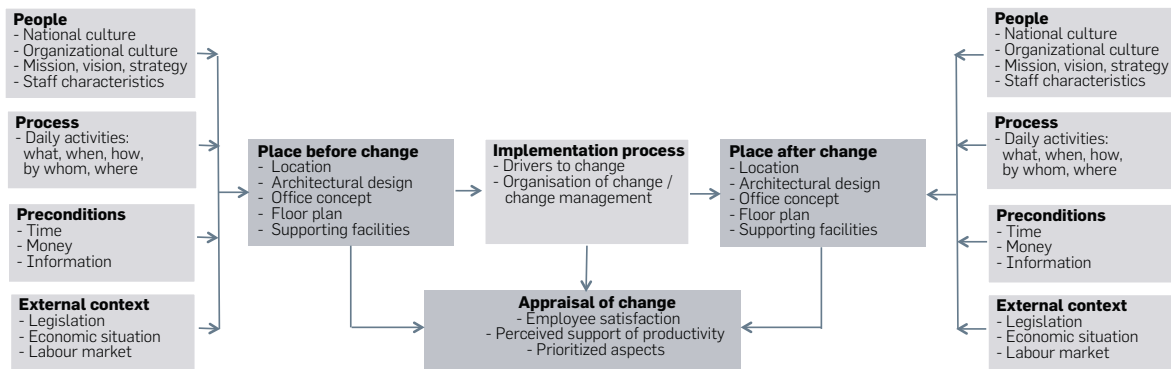 People
- National culture
- Organizational culture
- Mission, vision, strategy
- Staff characteristics
Process
- Daily activities:
what, when, how,
by whom, where
Preconditions
- Time
- Money
- Information
External context
- Legislation
- Economic situation
- Labour market
Place before change
- Location
- Architectural design
- Office concept
- Floor plan
- Supporting facilities
Implementation process
- Drivers to change
- Organisation of change /
change management
Place after change
- Location
- Architectural design
- Office concept
- Floor plan
- Supporting facilities
Appraisal of change
- Employee satisfaction
- Perceived support of productivity
- Prioritized aspects
People
- National culture
- Organizational culture
- Mission, vision, strategy
- Staff characteristics
Process
- Daily activities:
what, when, how,
by whom, where
Preconditions
- Time
- Money
- Information
External context
- Legislation
- Economic situation
- Labour market